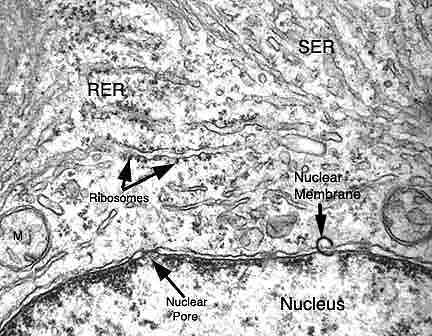 SER
RER
Nuclear
Membrane
Ribosomes
M
Nuclear
Pore
Nucleus